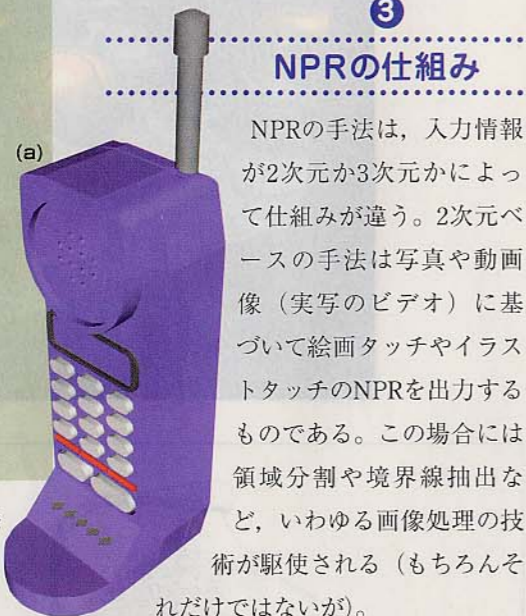 ❸
NPRの仕組み
(a)
NPRの手法は，入力情報
が2次元か3次元かによっ
て仕組みが違う。2次元ベ
ースの手法は写真や動画
像（実写のビデオ）に基
づいて絵画タッチやイラス
トタッチのNPRを出力する
ものである。この場合には
領域分割や境界線抽出な
ど，いわゆる画像処理の技
術が駆使される（もちろんそ
れだけではないが）。